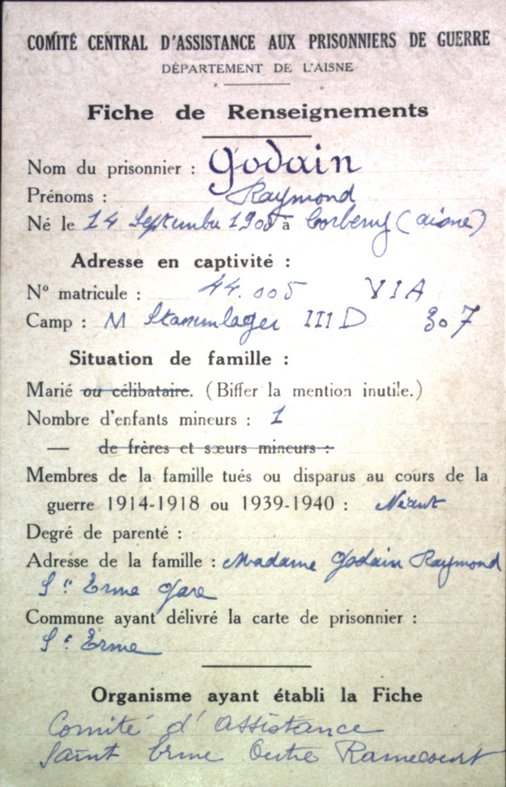 COMITÉ CENTRAL D'ASSISTANCE AUX PRISONNIERS DE GUERRE
DÉPARTEMENT DE L'AISNE
Fiche de Renseignements
Nom du prisonnier : Godain
Prénoms : Raymond
Né le 14 Septembre à Corbeny (aisne)
Adresse en captivité :
N° matricule : 44.005 VIA
Camp : M Stammlager III D 307
Situation de famille :
Marié ou célibataire. (Biffer la mention inutile.)
Nombre d'enfants mineurs : 1
— de frères et sœurs mineurs :
Membres de la famille tués ou disparus au cours de la
guerre 1914-1918 ou 1939-1940 : Néant
Degré de parenté :
Adresse de la famille : Madame Godain Raymond
St Erme gare
Commune ayant délivré la carte de prisonnier :
St Erme
Organisme ayant établi la Fiche
Comité d'assistance
Saint Erme Outre Ramecourt